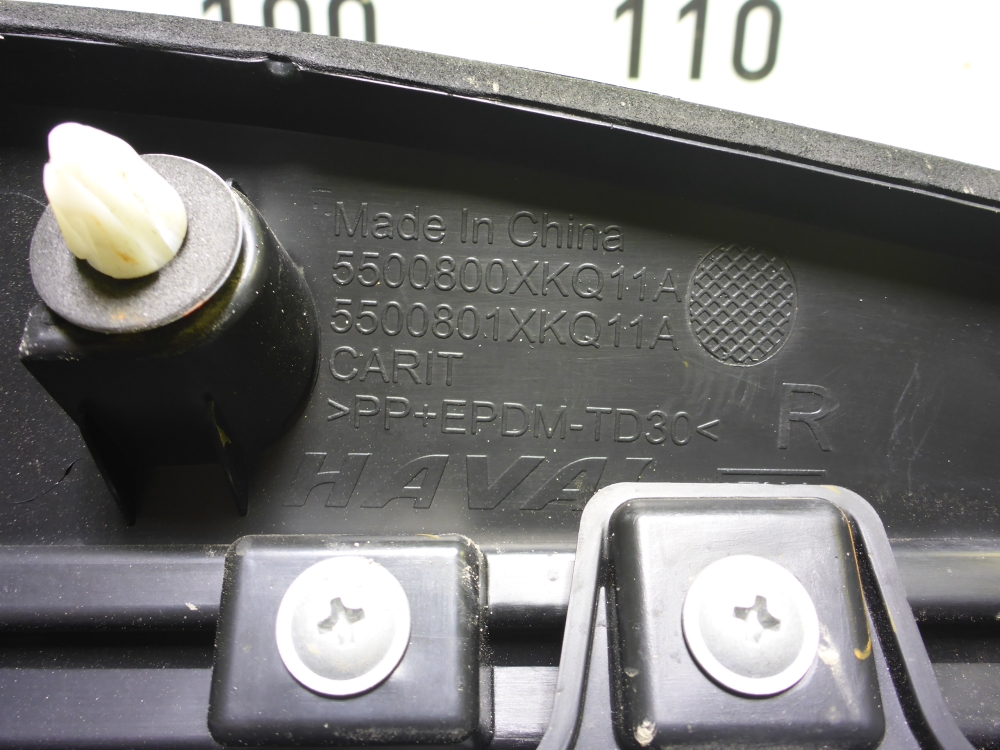 100 110
Made In China
5500800XKQ11A
5500801XKQ11A
CARIT
>PP+EPDM-TD30<
R
HAVAL